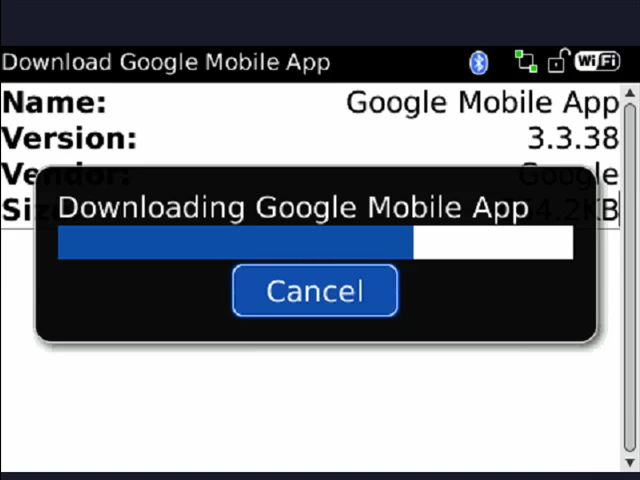 Download Google Mobile App WiFi
Name: Google Mobile App
Version: 3.3.38
Vendor: Google
Downloading Google Mobile App
Cancel